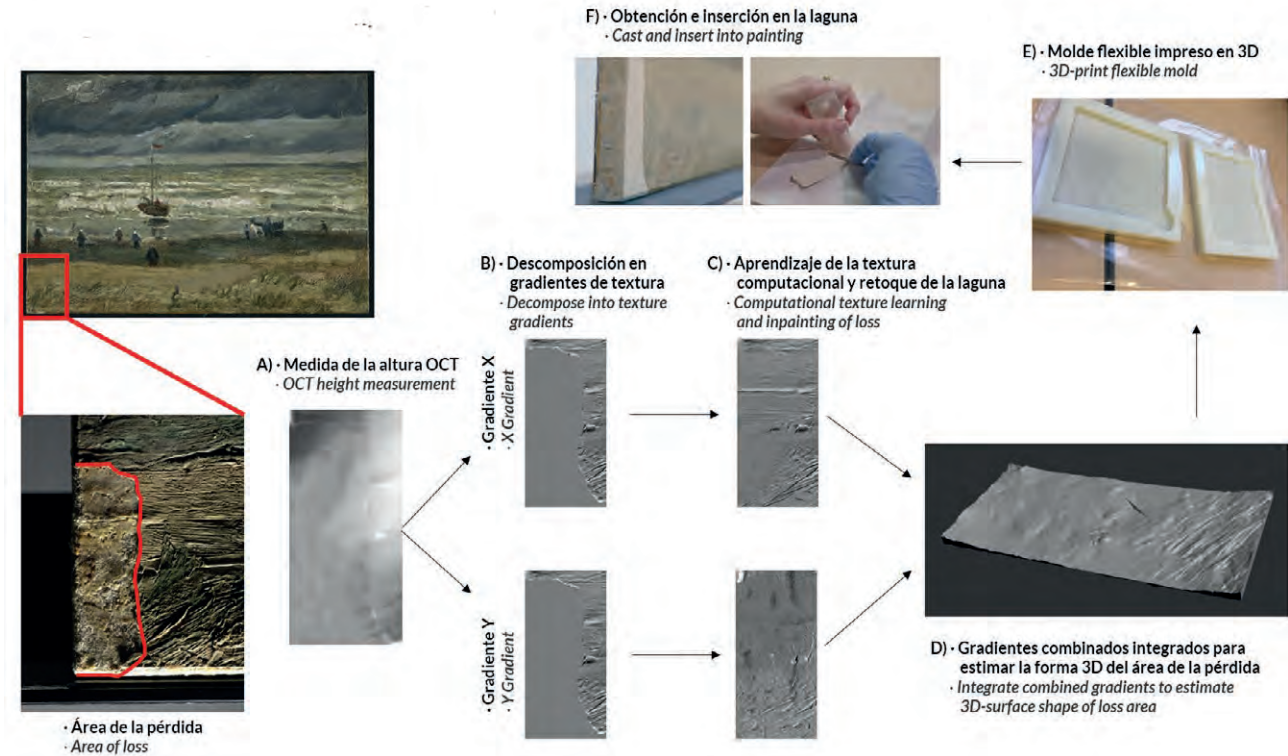 F) · Obtención e inserción en la laguna
· Cast and insert into painting
E) · Molde flexible impreso en 3D
· 3D-print flexible mold
B) · Descomposición en
gradientes de textura
· Decompose into texture
gradients
C) · Aprendizaje de la textura
computacional y retoque de la laguna
· Computational texture learning
and inpainting of loss
A) · Medida de la altura OCT
· OCT height measurement
· Gradiente X
· X Gradient
· Gradiente Y
· Y Gradient
D) · Gradientes combinados integrados para
estimar la forma 3D del área de la pérdida
· Integrate combined gradients to estimate
3D-surface shape of loss area
· Área de la pérdida
· Area of loss